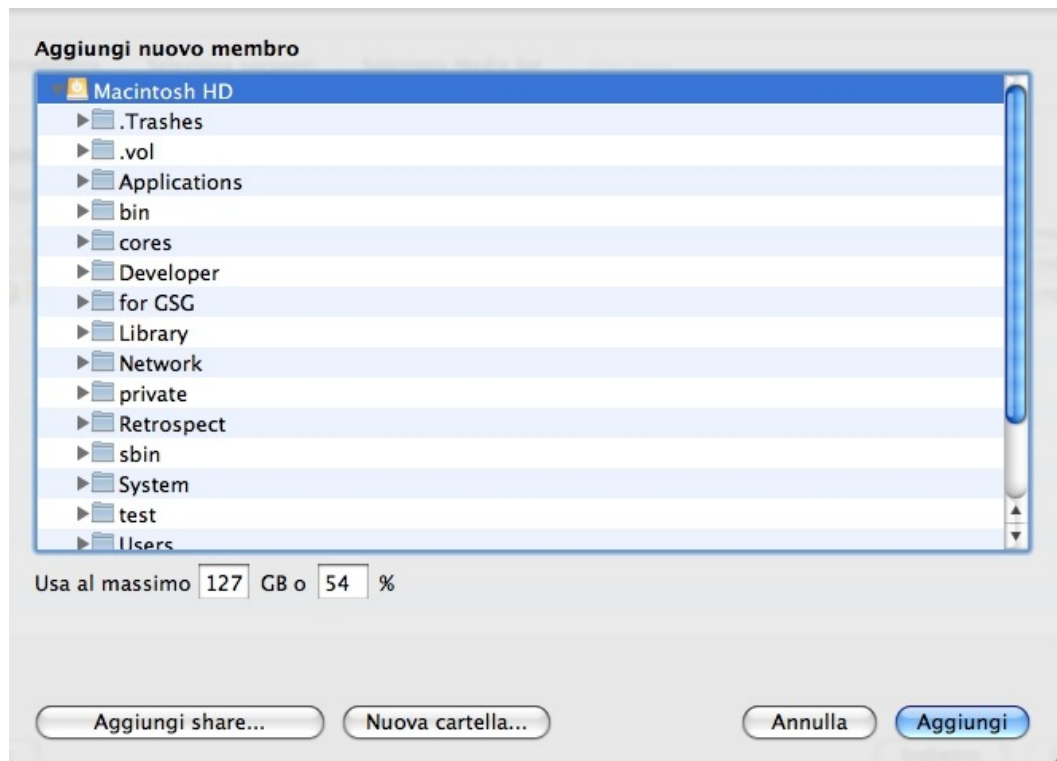 Aggiungi nuovo membro
Macintosh HD
.Trashes
.vol
Applications
bin
cores
Developer
for GSG
Library
Network
private
Retrospect
sbin
System
test
Users
Usa al massimo 127 GB o 54 %
Aggiungi share... Nuova cartella... Annulla Aggiungi